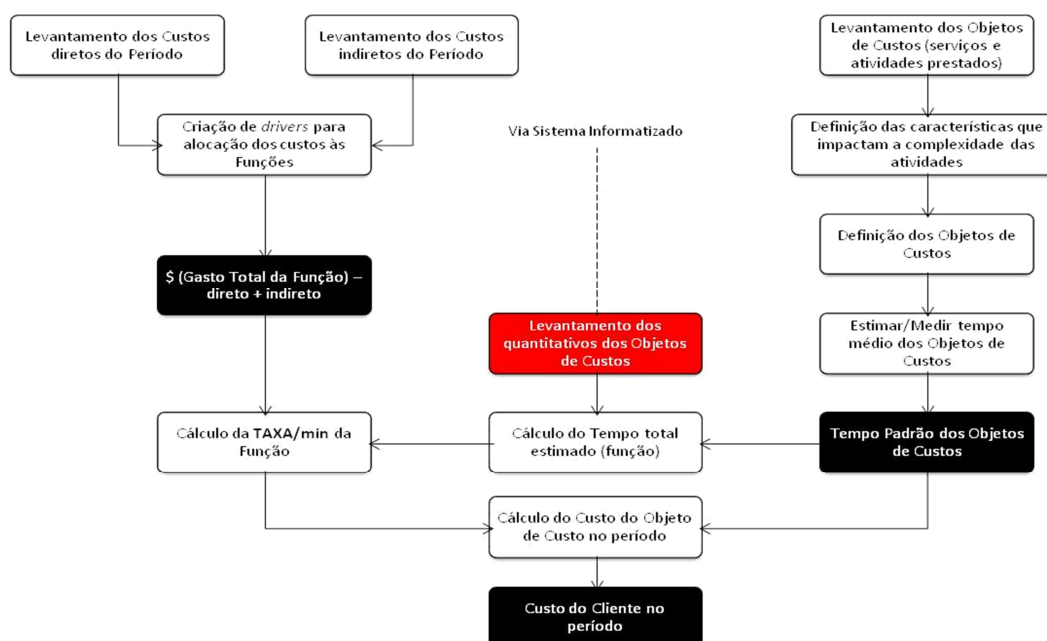 Levantamento dos Custos
diretos do Período
Levantamento dos Custos
indiretos do Período
Levantamento dos Objetos
de Custos (serviços e
atividades prestados)
Criação de drivers para
alocação dos custos às
Funções
Via Sistema Informatizado
Definição das características que
impactam a complexidade das
atividades
Definição dos Objetos de
Custos
$ (Gasto Total da Função) –
direto + indireto
Levantamento dos
quantitativos dos Objetos
de Custos
Estimar/Medir tempo
médio dos Objetos de
Custos
Cálculo da TAXA/min da
Função
Cálculo do Tempo total
estimado (função)
Tempo Padrão dos Objetos
de Custos
Cálculo do Custo do Objeto
de Custo no período
Custo do Cliente no
período